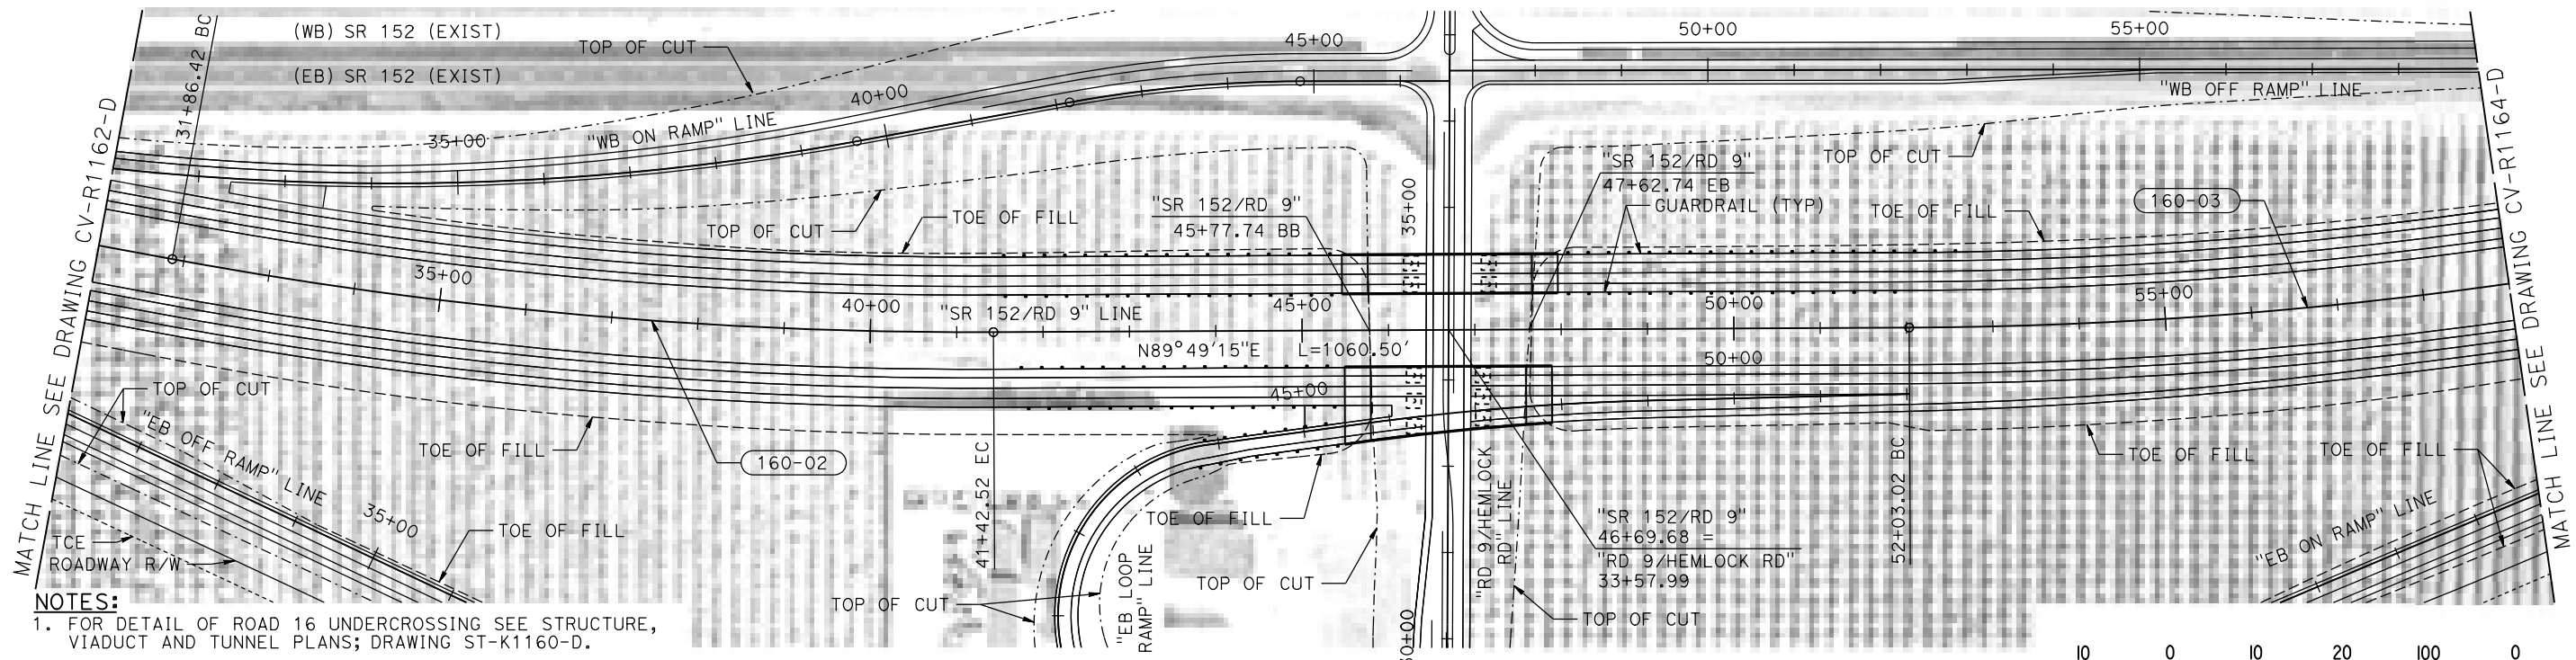 (WB) SR 152 (EXIST)
(EB) SR 152 (EXIST)
TOP OF CUT
31+86.42 BC
35+00
"WB ON RAMP" LINE
40+00
45+00
50+00
55+00
"WB OFF RAMP" LINE
TOP OF CUT
TOP OF CUT
MATCH LINE SEE DRAWING CV-R1162-D
MATCH LINE SEE DRAWING CV-R1164-D
TOE OF FILL
"SR 152/RD 9"
45+77.74 BB
35+00
"SR 152/RD 9"
47+62.74 EB
GUARDRAIL (TYP)
TOE OF FILL
160-03
35+00
40+00
"SR 152/RD 9" LINE
45+00
50+00
55+00
N89°49'15"E L=1060.50'
45+00
50+00
TOP OF CUT
"EB OFF RAMP" LINE
35+00
TOE OF FILL
160-02
TOE OF FILL
TCE
ROADWAY R/W
41+42.52 EC
TOP OF CUT
"EB LOOP
RAMP" LINE
TOE OF FILL
TOP OF CUT
"RD 9/HEMLOCK
RD" LINE
"SR 152/RD 9"
46+69.68 =
"RD 9/HEMLOCK RD"
33+57.99
TOP OF CUT
52+03.02 BC
TOE OF FILL
TOE OF FILL
"EB ON RAMP" LINE
NOTES:
1. FOR DETAIL OF ROAD 16 UNDERCROSSING SEE STRUCTURE,
VIADUCT AND TUNNEL PLANS; DRAWING ST-K1160-D.
10 0 10 20 100 0